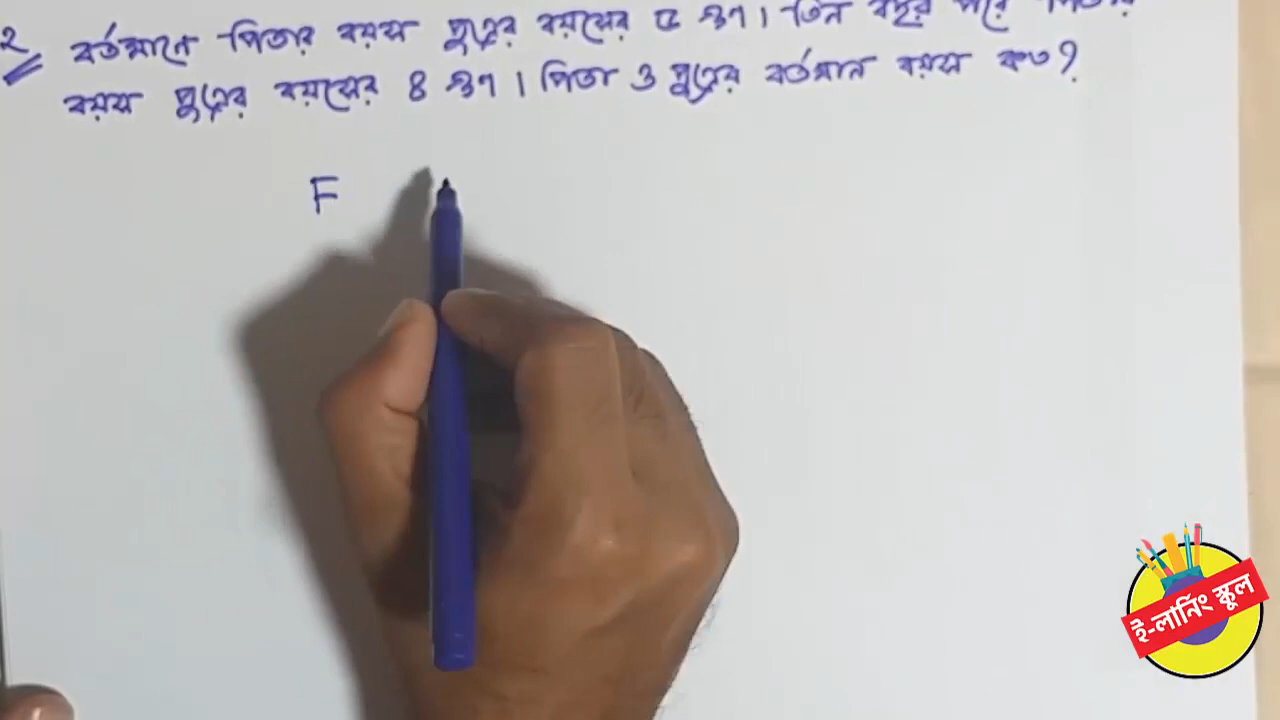 ২ বর্তমানে পিতার বয়স পুত্রের বয়সের ৫ গুণ। তিন বছর পরে পিতার
বয়স পুত্রের বয়সের ৪ গুণ। পিতা ও পুত্রের বর্তমান বয়স কত?
F
ই-লার্নিং স্কুল